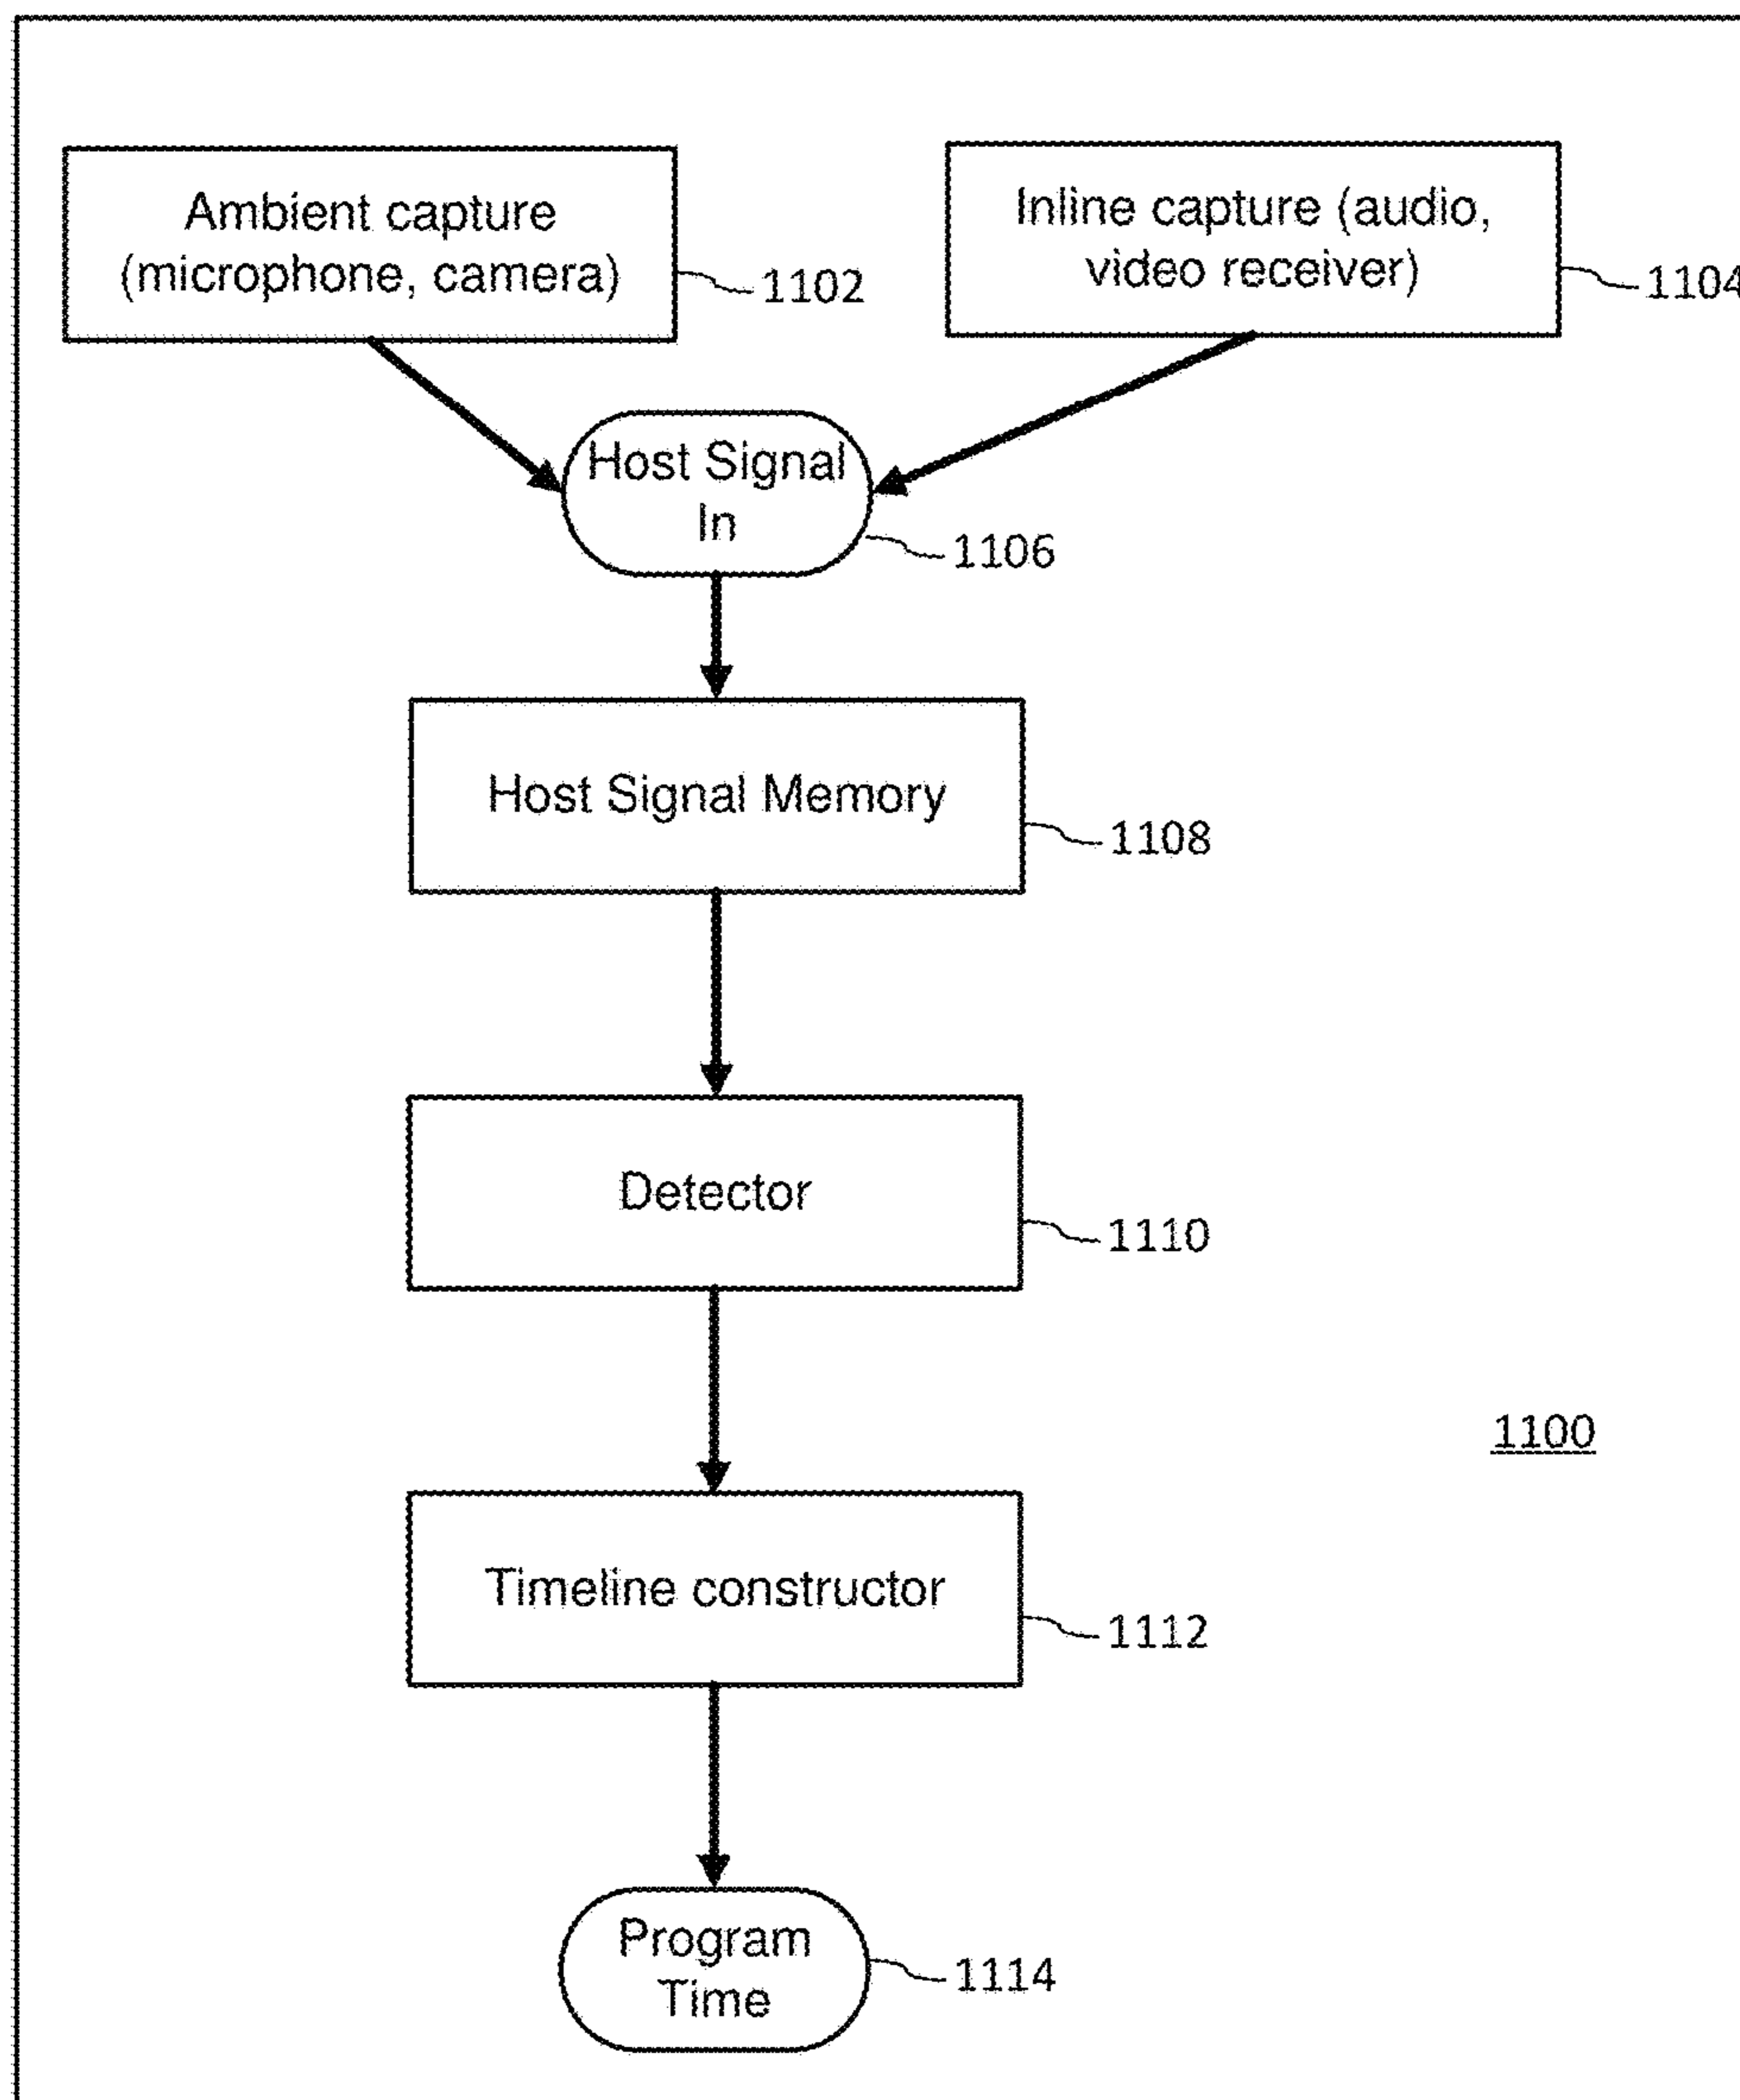 Ambient capture
(microphone, camera)
1102
Inline capture (audio,
video receiver)
1104
Host Signal
In
1106
Host Signal Memory
1108
Detector
1110
1100
Timeline constructor
1112
Program
Time
1114